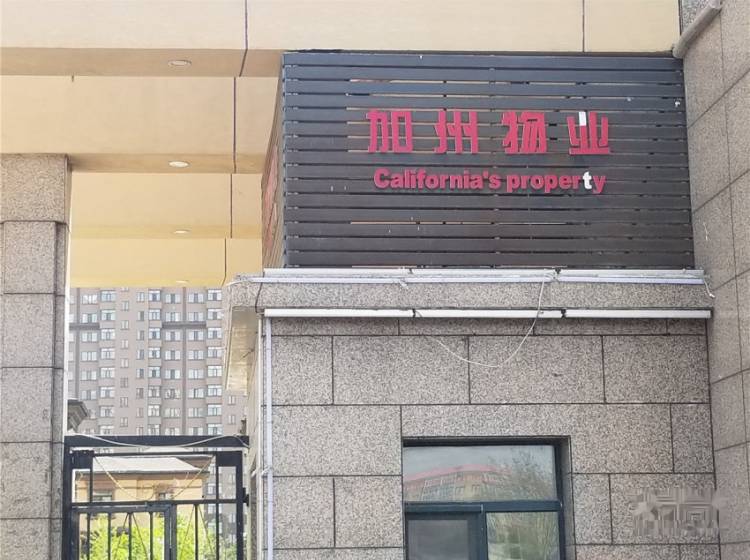 加州物业
California's property